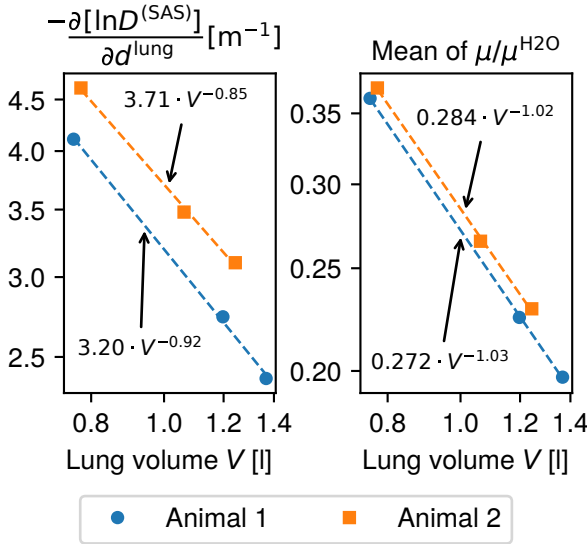 −∂[lnD^(SAS)]/∂d^lung [m⁻¹]
4.5
4.0
3.5
3.0
2.5
3.71 · V^−0.85
3.20 · V^−0.92
0.8 1.0 1.2 1.4
Lung volume V [l]
Mean of μ/μ^H2O
0.35
0.30
0.25
0.20
0.284 · V^−1.02
0.272 · V^−1.03
0.8 1.0 1.2 1.4
Lung volume V [l]
Animal 1 Animal 2